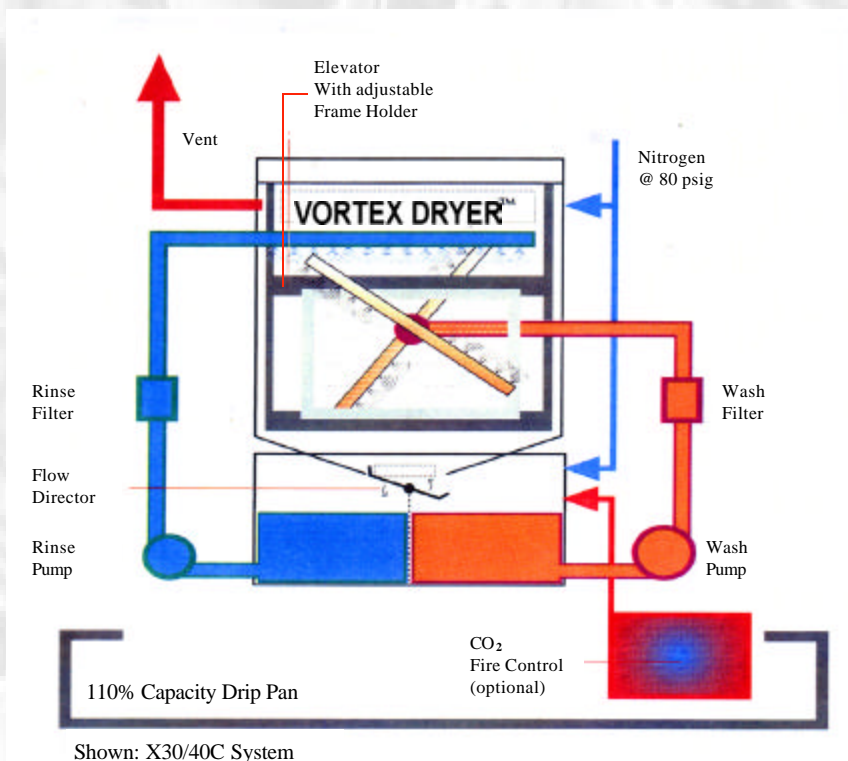 Elevator
With adjustable
Frame Holder
Vent
Nitrogen
@ 80 psig
VORTEX DRYER™
Rinse
Filter
Wash
Filter
Flow
Director
Rinse
Pump
Wash
Pump
CO₂
Fire Control
(optional)
110% Capacity Drip Pan
Shown: X30/40C System